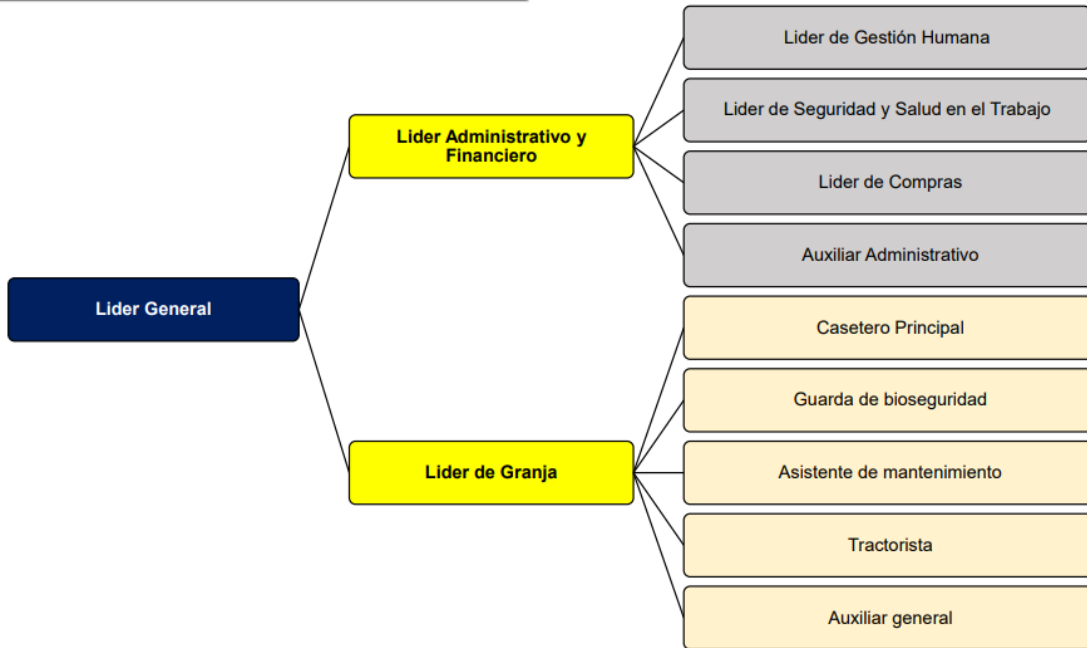 Lider General
Lider Administrativo y
Financiero
Lider de Granja
Lider de Gestión Humana
Lider de Seguridad y Salud en el Trabajo
Lider de Compras
Auxiliar Administrativo
Casetero Principal
Guarda de bioseguridad
Asistente de mantenimiento
Tractorista
Auxiliar general